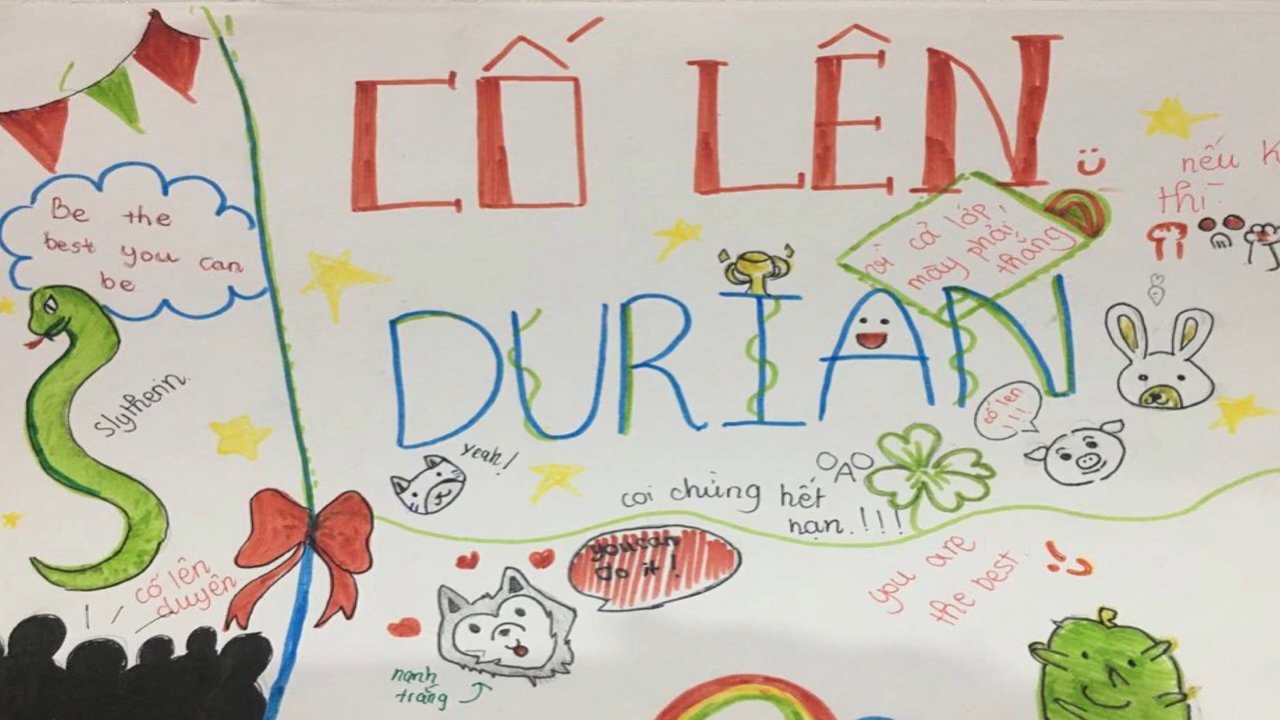 CỐ LÊN
DURIAN
Be the
best you can
be
Slytherin
cố lên
duyên
vì cả lớp,
mày phải
thắng
nếu
thì
yeah!
cố lên
!!!
coi chừng hết
hạn.!!!
OAO
you can
do it!
you are
the best
nanh
trắng